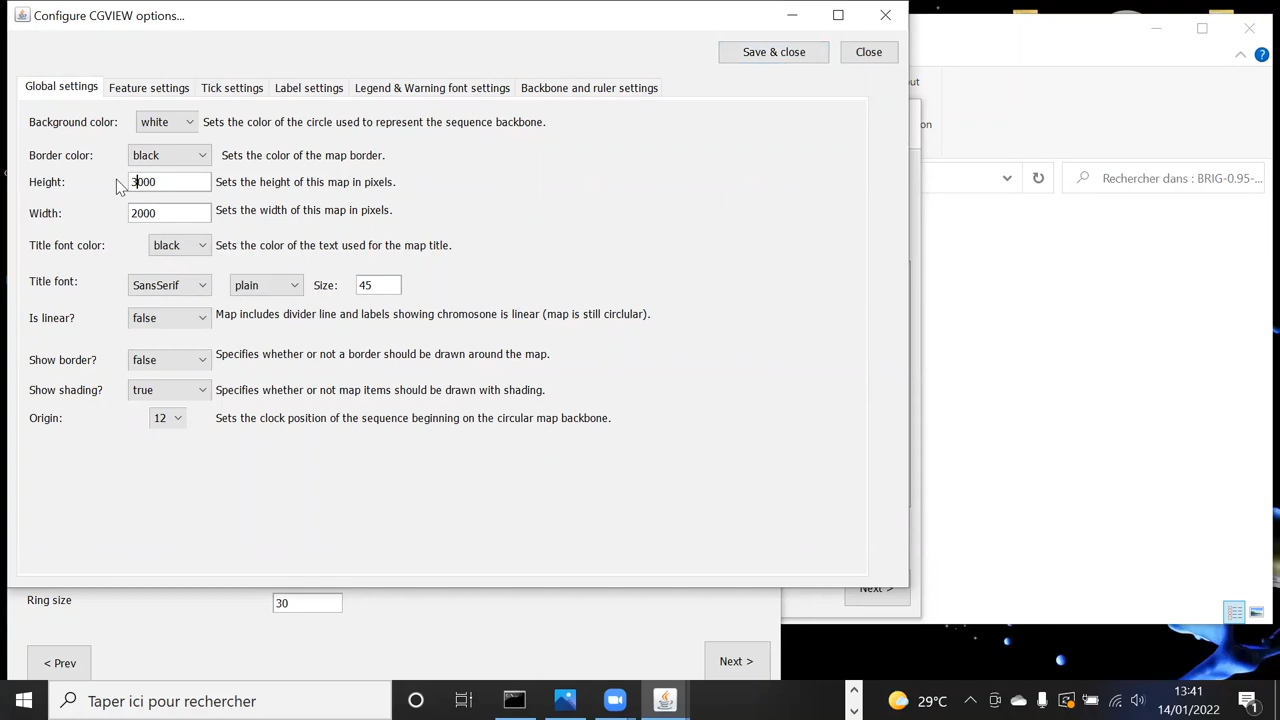 Configure CGVIEW options...
Save & close
Close
Global settings
Feature settings
Tick settings
Label settings
Legend & Warning font settings
Backbone and ruler settings
Background color:
white
Sets the color of the circle used to represent the sequence backbone.
Border color:
black
Sets the color of the map border.
Height:
3000
Sets the height of this map in pixels.
Width:
2000
Sets the width of this map in pixels.
Title font color:
black
Sets the color of the text used for the map title.
Title font:
SansSerif
plain
Size:
45
Is linear?
false
Map includes divider line and labels showing chromosone is linear (map is still circlular).
Show border?
false
Specifies whether or not a border should be drawn around the map.
Show shading?
true
Specifies whether or not map items should be drawn with shading.
Origin:
12
Sets the clock position of the sequence beginning on the circular map backbone.
Rechercher dans : BRIG-0.95-...
Next >
Ring size
30
< Prev
Next >
Taper ici pour rechercher
29°C
13:41
14/01/2022
1